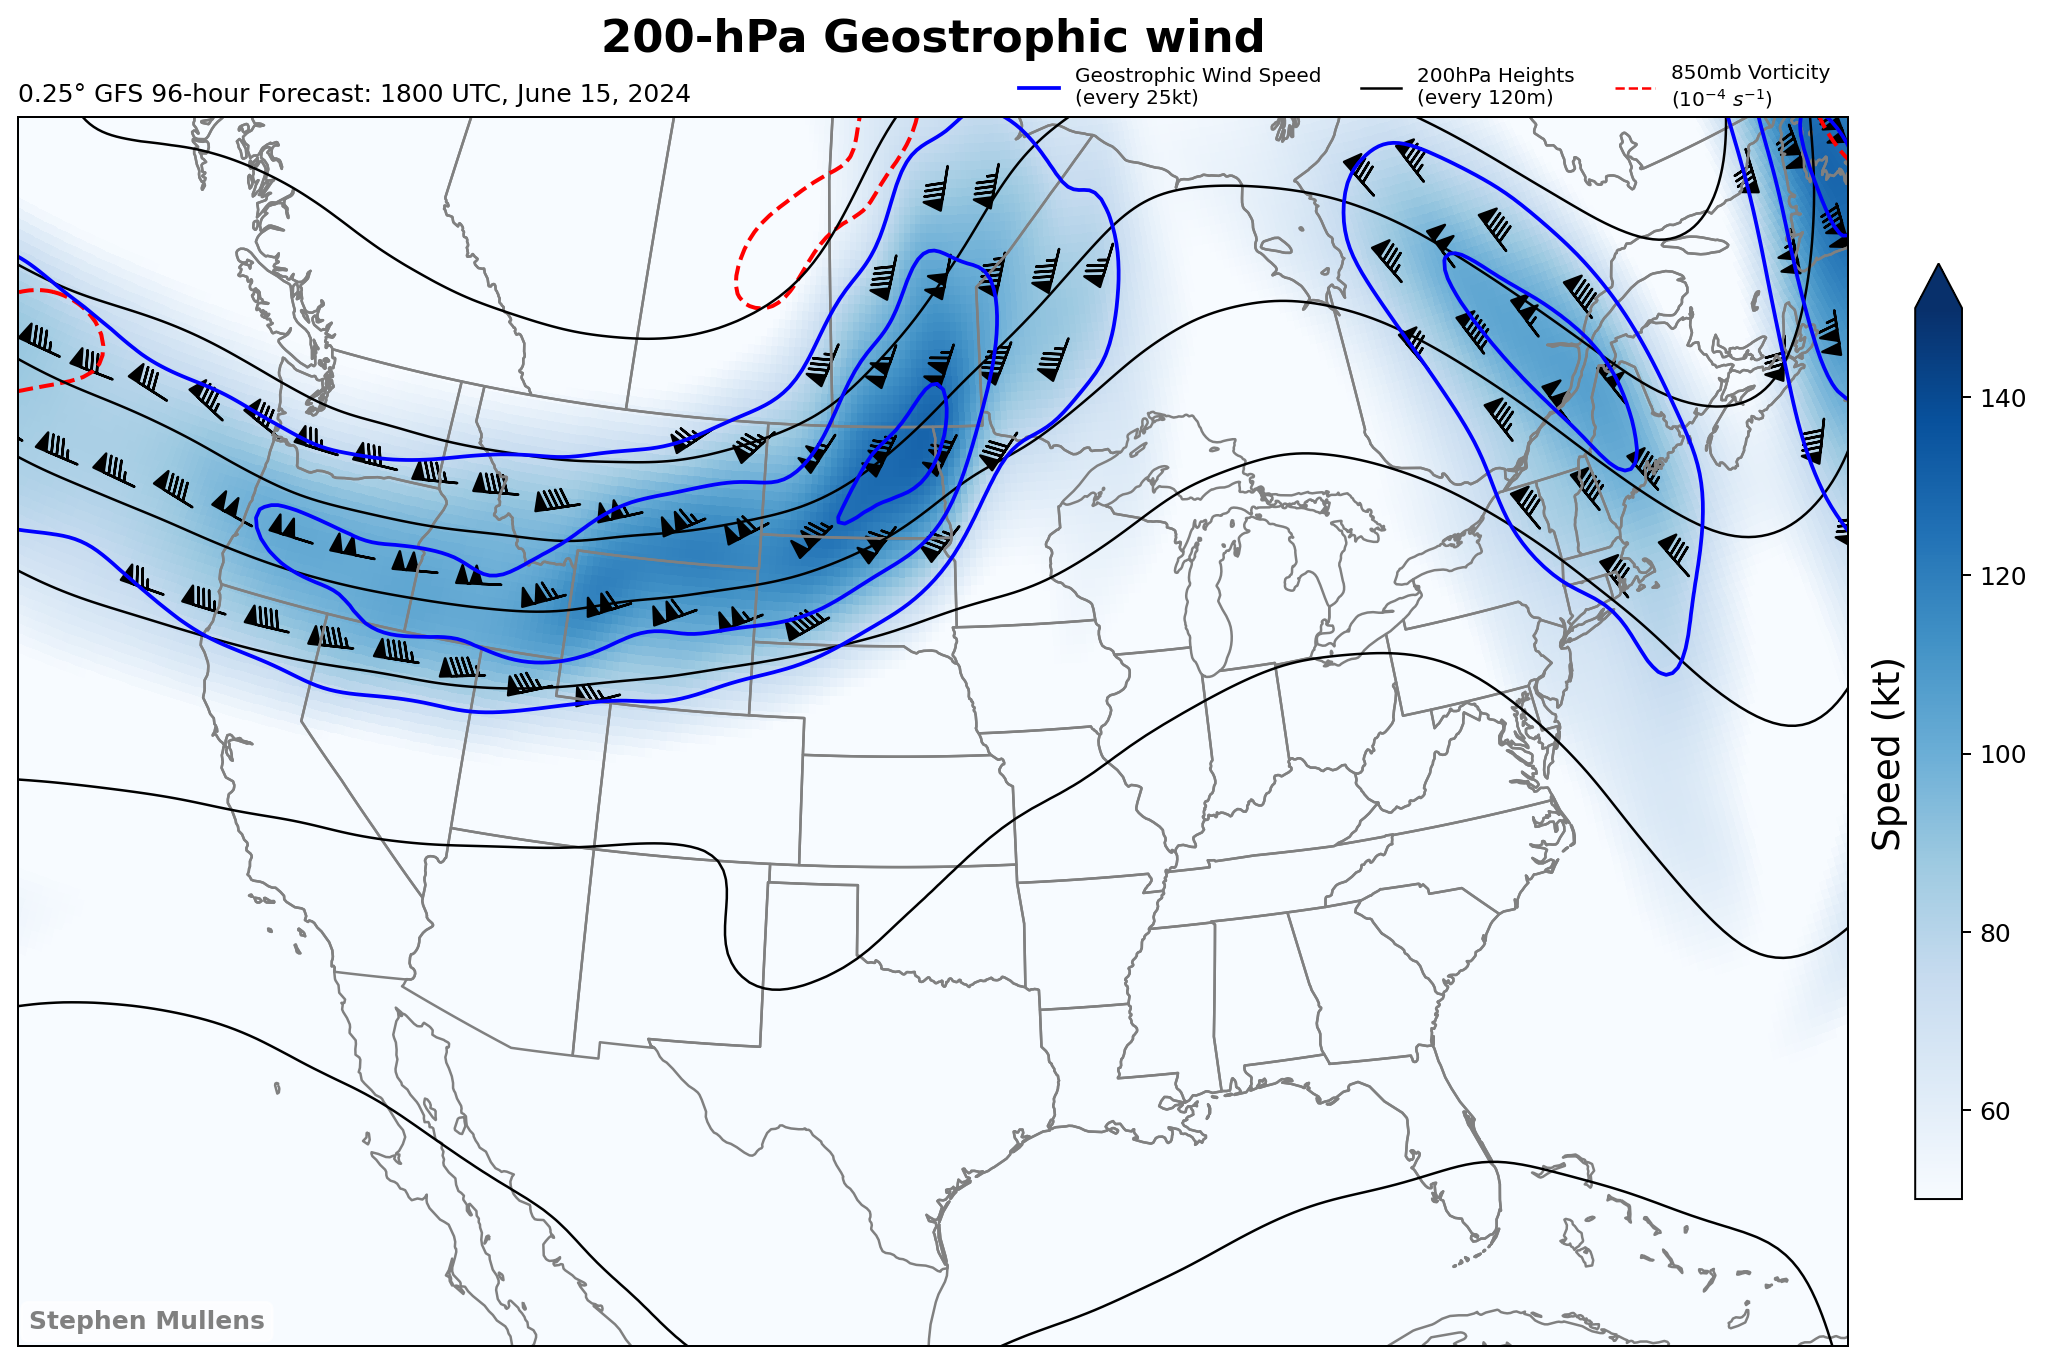 200-hPa Geostrophic wind
0.25° GFS 96-hour Forecast: 1800 UTC, June 15, 2024
Geostrophic Wind Speed
(every 25kt)
200hPa Heights
(every 120m)
850mb Vorticity
(10⁻⁴ s⁻¹)
140
120
100
80
60
Speed (kt)
Stephen Mullens